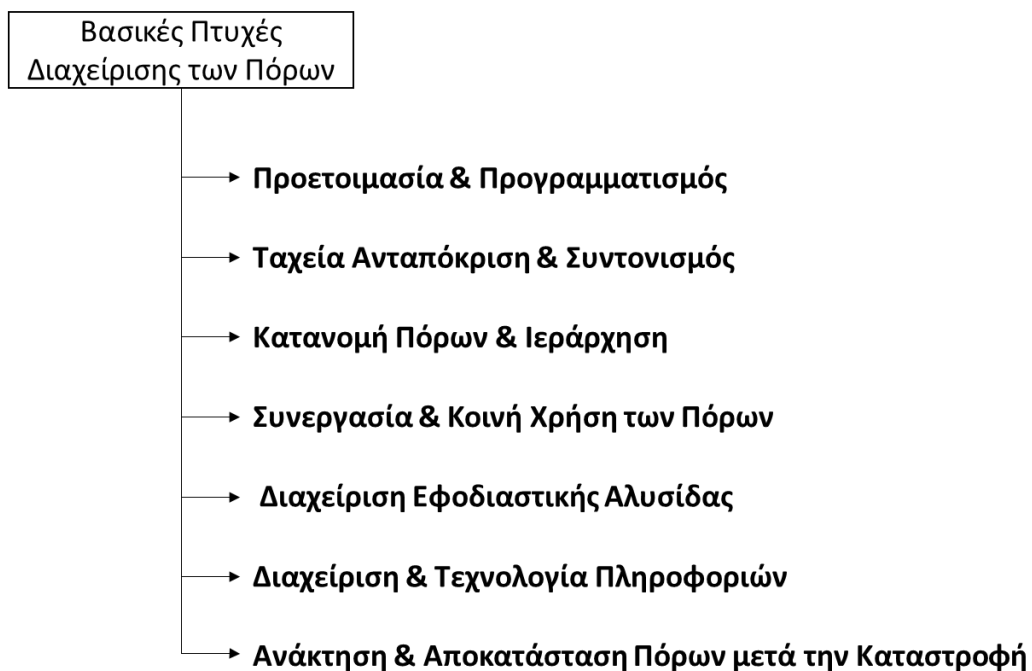 Βασικές Πτυχές
Διαχείρισης των Πόρων
Προετοιμασία & Προγραμματισμός
Ταχεία Ανταπόκριση & Συντονισμός
Κατανομή Πόρων & Ιεράρχηση
Συνεργασία & Κοινή Χρήση των Πόρων
Διαχείριση Εφοδιαστικής Αλυσίδας
Διαχείριση & Τεχνολογία Πληροφοριών
Ανάκτηση & Αποκατάσταση Πόρων μετά την Καταστροφή